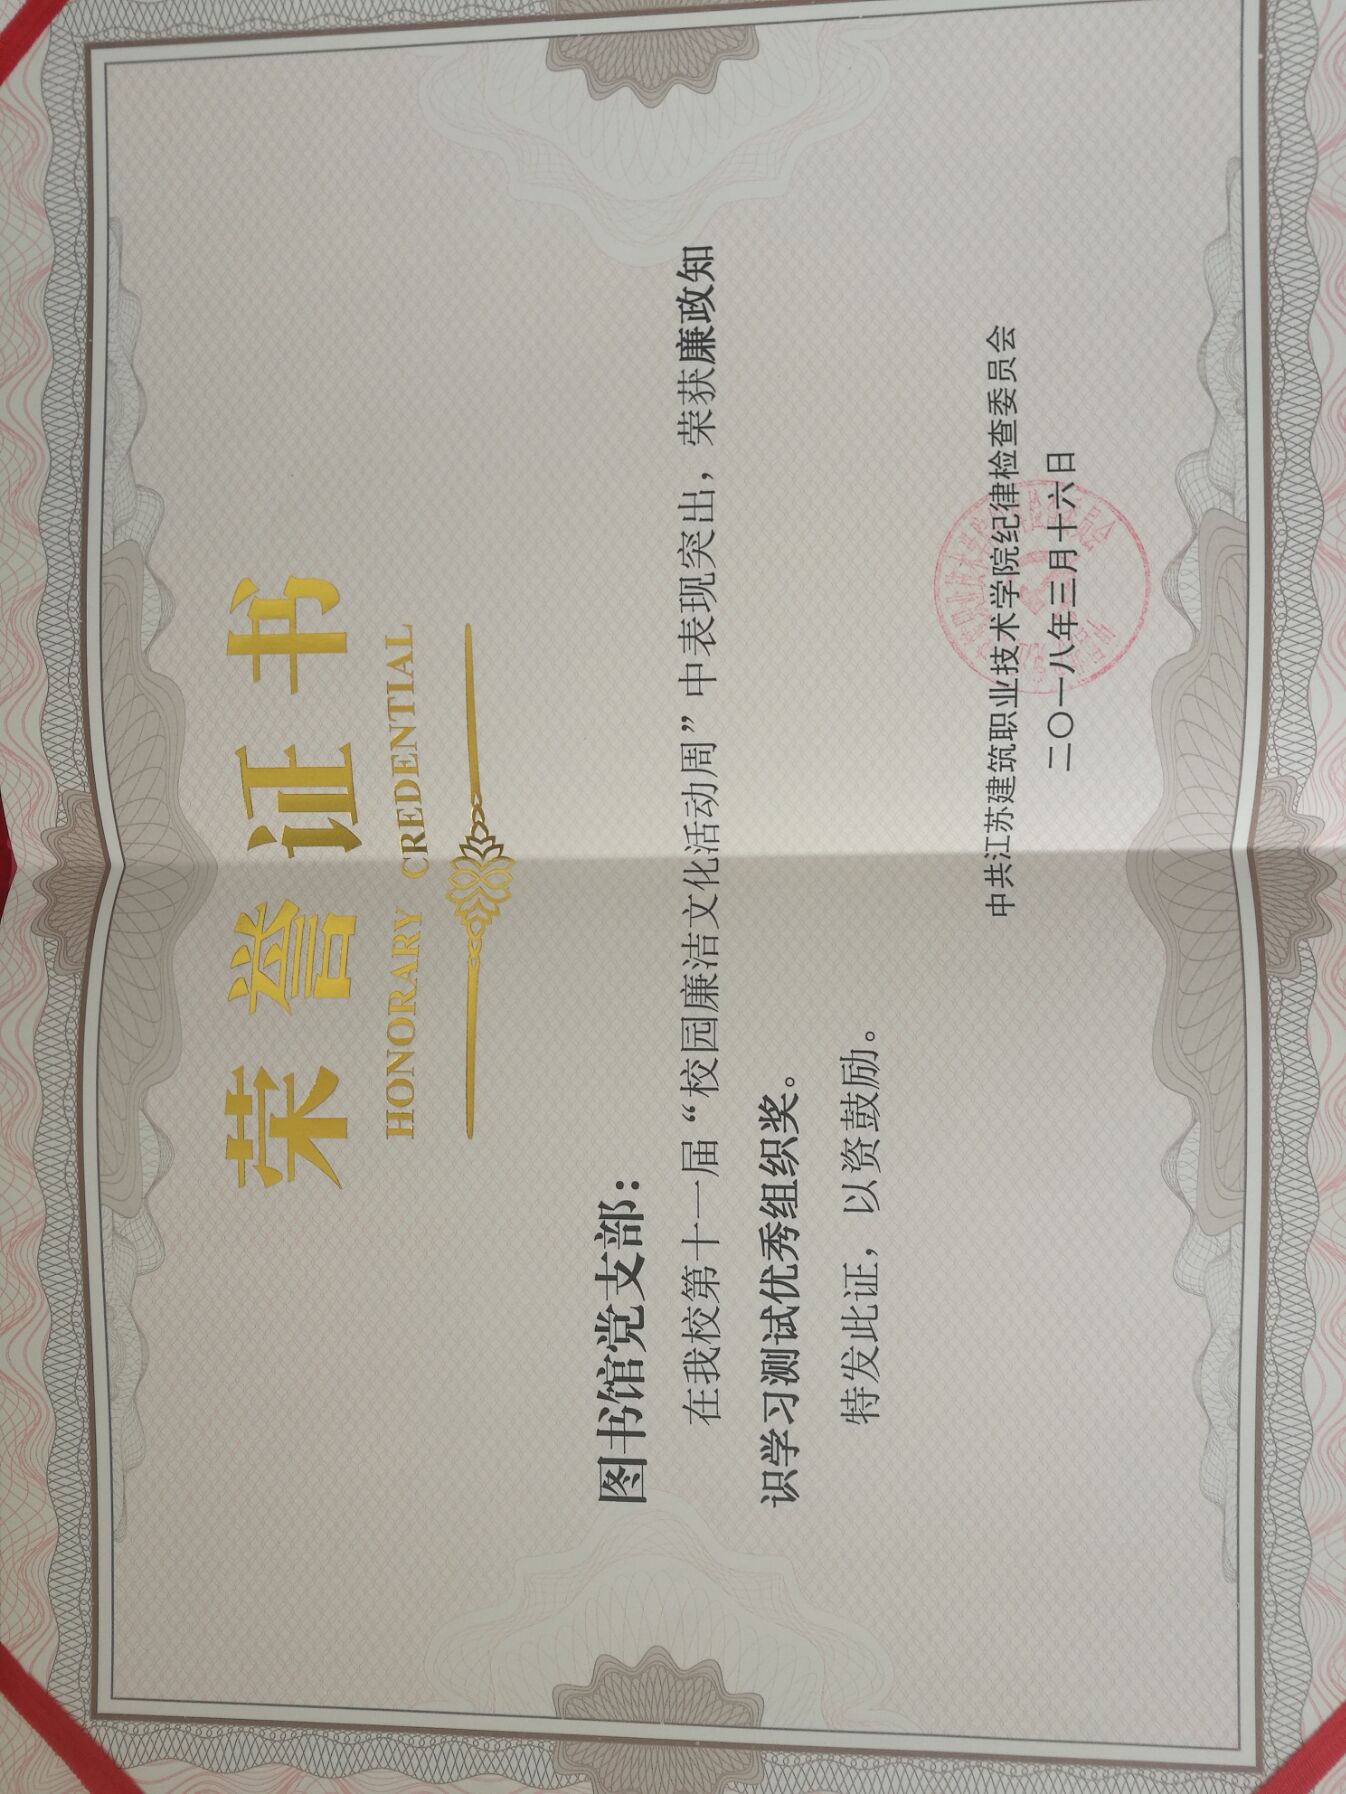 荣誉证书
HONORARY CREDENTIAL
图书馆党支部：
在我校第十一届“校园廉洁文化活动周”中表现突出，荣获廉政知
识学习测试优秀组织奖。
特发此证，以资鼓励。
中共江苏建筑职业技术学院纪律检查委员会
二〇一八年三月十六日